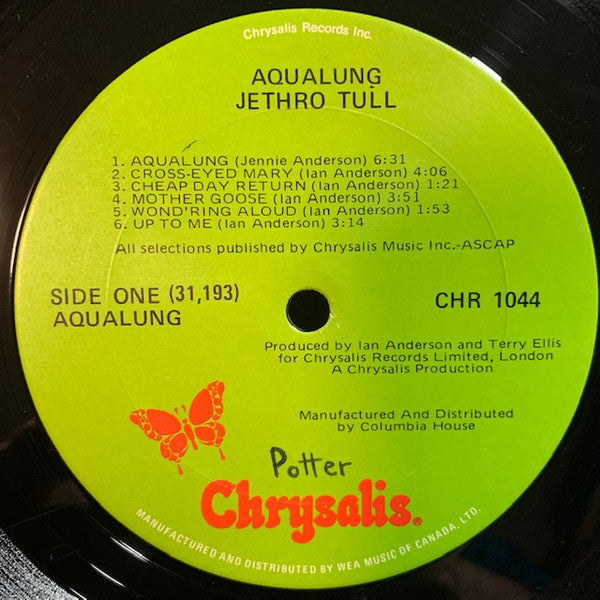 Chrysalis Records Inc.
AQUALUNG
JETHRO TULL
1. AQUALUNG (Jennie Anderson) 6:31
2. CROSS-EYED MARY (Ian Anderson) 4:06
3. CHEAP DAY RETURN (Ian Anderson) 1:21
4. MOTHER GOOSE (Ian Anderson) 3:51
5. WOND'RING ALOUD (Ian Anderson) 1:53
6. UP TO ME (Ian Anderson) 3:14
All selections published by Chrysalis Music Inc.-ASCAP
SIDE ONE (31,193)
AQUALUNG
CHR 1044
Produced by Ian Anderson and Terry Ellis
for Chrysalis Records Limited, London
A Chrysalis Production
Manufactured And Distributed
by Columbia House
Potter
Chrysalis.
MANUFACTURED AND DISTRIBUTED BY WEA MUSIC OF CANADA, LTD.